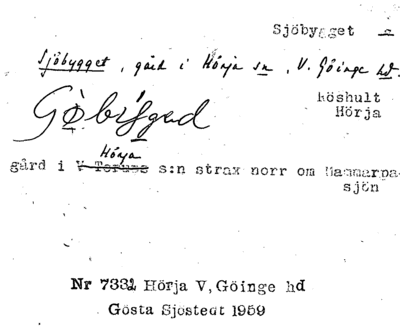 Sjöbygget
Sjöbygget, gård i Hörja sn, V. Göinge hd.
Röshult
Hörja
Hörja
gård i V Torups s:n strax norr om Hammarpa-
sjön
Nr 7332 Hörja V, Göinge hd
Gösta Sjöstedt 1959